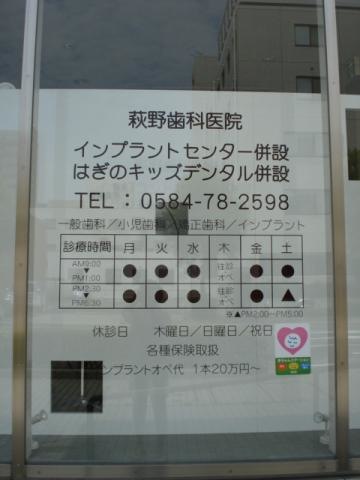 萩野歯科医院
インプラントセンター併設
はぎのキッズデンタル併設
TEL：0584-78-2598
一般歯科／小児歯科／矯正歯科／インプラント
診療時間 月 火 水 木 金 土
AM9:00▼PM1:00 ● ● ● 往診オペ ● ●
PM2:30▼PM6:30 ● ● ● 往診オペ ● ▲
※▲PM2:00〜PM5:00
休診日 木曜日／日曜日／祝日
各種保険取扱
インプラントオペ代 1本20万円〜